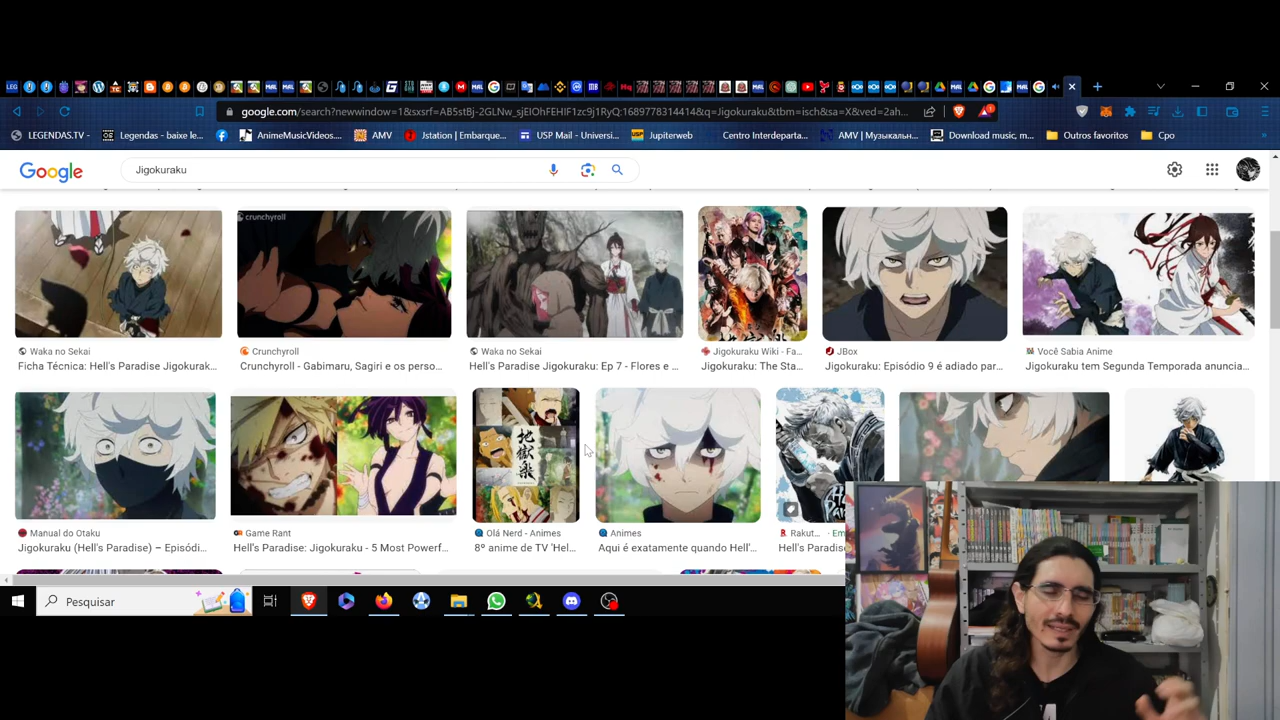 google.com/search?newwindow=1&sxsrf=AB5stBj-2GLNw_sjEIOhFEHIF1zc9j1RyQ:1689778314414&q=Jigokuraku&tbm=isch&sa=X&ved=2ah...
LEGENDAS.TV -
Legendas - baixe le...
AnimeMusicVideos....
AMV
Jstation | Embarque...
USP Mail - Universi...
Jupiterweb
Centro Interdeparta...
AMV | Музыкальн...
Download music, m...
Outros favoritos
Cpo
Google
Jigokuraku
crunchyroll
Waka no Sekai
Ficha Técnica: Hell's Paradise Jigokurak...
Crunchyroll
Crunchyroll - Gabimaru, Sagiri e os perso...
Waka no Sekai
Hell's Paradise Jigokuraku: Ep 7 - Flores e ...
Jigokuraku Wiki - Fa...
Jigokuraku: The Sta...
JBox
Jigokuraku: Episódio 9 é adiado par...
Você Sabia Anime
Jigokuraku tem Segunda Temporada anuncia...
地獄楽
Manual do Otaku
Jigokuraku (Hell's Paradise) – Episódi...
Game Rant
Hell's Paradise: Jigokuraku - 5 Most Powerf...
Olá Nerd - Animes
8º anime de TV 'Hel...
Animes
Aqui é exatamente quando Hell'...
Rakut...
Hell's Paradis
Pesquisar